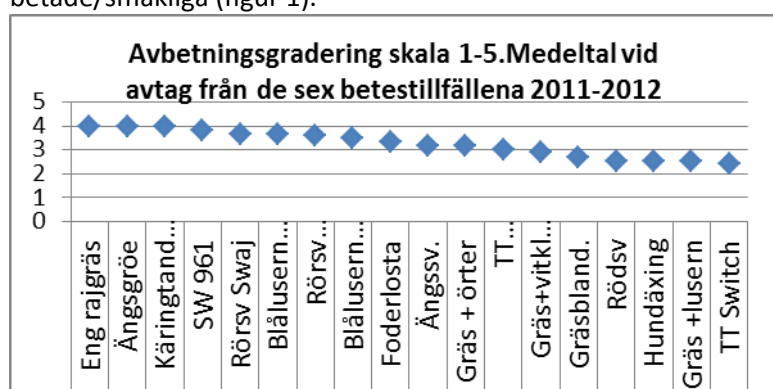 betade/smakliga (figur 1).
Avbetningsgradering skala 1-5.Medeltal vid
avtag från de sex betestillfällena 2011-2012
5
4
3
2
1
0
Eng rajgräs
Ängsgröe
Käringtand...
SW 961
Rörsv Swaj
Blålusern...
Rörsv...
Blålusern...
Foderlosta
Ängssv.
Gräs + örter
TT...
Gräs+vitkl...
Gräsbland.
Rödsv
Hundäxing
Gräs +lusern
TT Switch